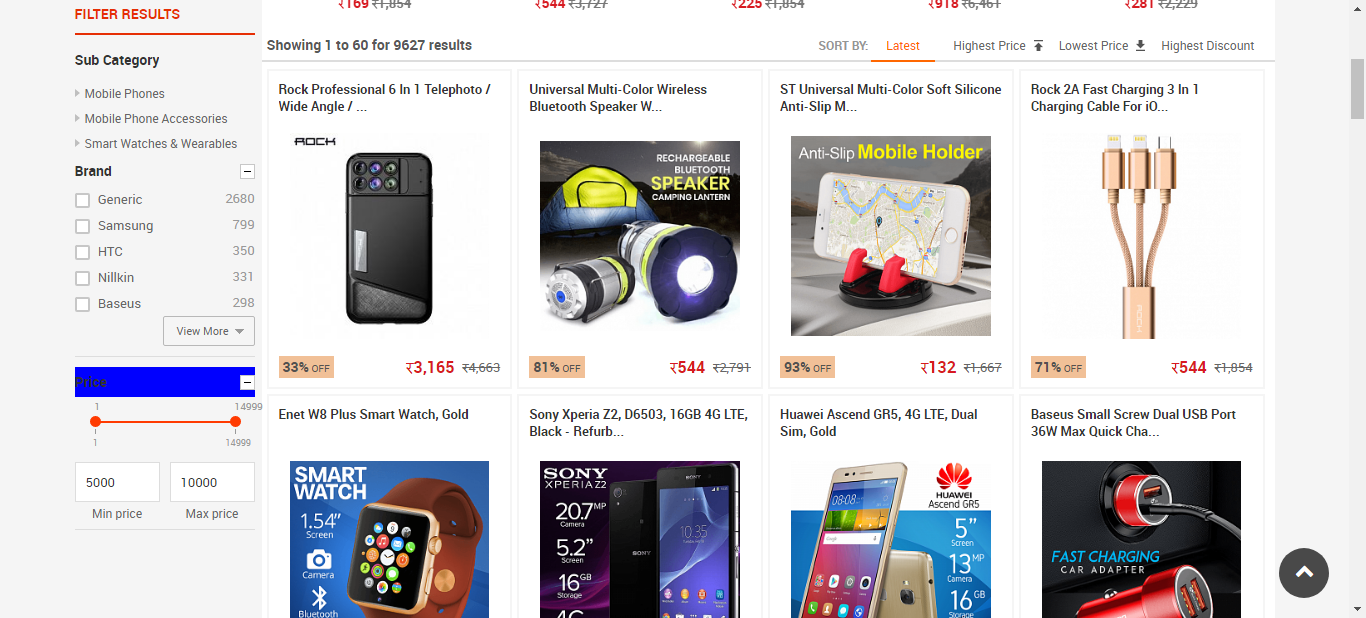 ₹169 ₹1,854
₹544 ₹3,727
₹225 ₹1,854
₹918 ₹6,461
₹281 ₹2,229
FILTER RESULTS
Sub Category
Mobile Phones
Mobile Phone Accessories
Smart Watches & Wearables
Brand
Generic 2680
Samsung 799
HTC 350
Nillkin 331
Baseus 298
View More
Price
1 14999
1 14999
5000 10000
Min price Max price
Showing 1 to 60 for 9627 results
SORT BY: Latest Highest Price Lowest Price Highest Discount
Rock Professional 6 In 1 Telephoto /
Wide Angle / ...
ROCK
33% OFF ₹3,165 ₹4,663
Universal Multi-Color Wireless
Bluetooth Speaker W...
RECHARGEABLE
BLUETOOTH
SPEAKER
CAMPING LANTERN
81% OFF ₹544 ₹2,791
ST Universal Multi-Color Soft Silicone
Anti-Slip M...
Anti-Slip Mobile Holder
93% OFF ₹132 ₹1,667
Rock 2A Fast Charging 3 In 1
Charging Cable For iO...
ROCK
71% OFF ₹544 ₹1,854
Enet W8 Plus Smart Watch, Gold
SMART
WATCH
1.54”
Screen
Camera
Bluetooth
Sony Xperia Z2, D6503, 16GB 4G LTE,
Black - Refurb...
SONY
XPERIA Z2
20.7MP
Camera
5.2”
Screen
16GB
Storage
4G
SONY
SONY
10:35
Huawei Ascend GR5, 4G LTE, Dual
Sim, Gold
HUAWEI
Ascend GR5
5”
Screen
13MP
Camera
16GB
Storage
08:08
Google
Baseus Small Screw Dual USB Port
36W Max Quick Cha...
FAST CHARGING
CAR ADAPTER